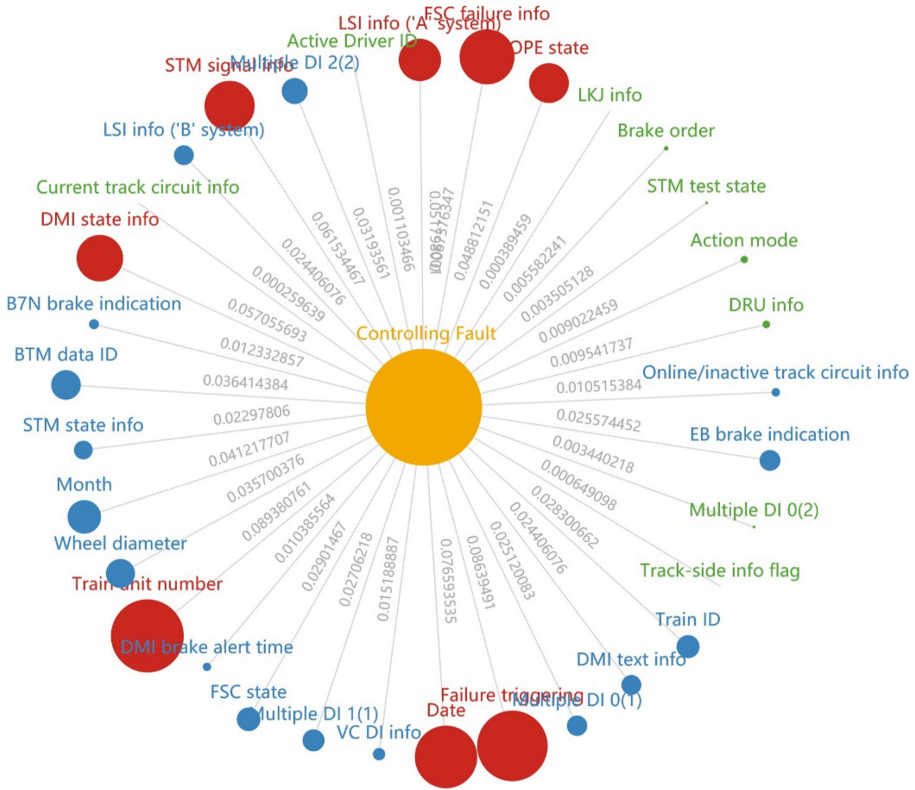 FSC failure info
LSI info ('A' system)
Active Driver ID
OPE state
STM signal info
Multiple DI 2(2)
LKJ info
LSI info ('B' system)
Brake order
Current track circuit info
STM test state
DMI state info
Action mode
B7N brake indication
DRU info
BTM data ID
Online/inactive track circuit info
STM state info
EB brake indication
Month
Multiple DI 0(2)
Wheel diameter
Track-side info flag
Train unit number
Train ID
DMI brake alert time
DMI text info
FSC state
Failure triggering
Multiple DI 0(1)
Multiple DI 1(1)
Date
VC DI info
Controlling Fault
0.001103466
0.048812151
0.000389459
0.03193561
0.061534467
0.005582241
0.024406076
0.003505128
0.000259639
0.009022459
0.057055693
0.009541737
0.012332857
0.010515384
0.036414384
0.025574452
0.02297806
0.003440218
0.041217707
0.000649098
0.035700376
0.028300662
0.089380761
0.024406076
0.010385564
0.025120083
0.02901467
0.08639491
0.02706218
0.076593535
0.015188887